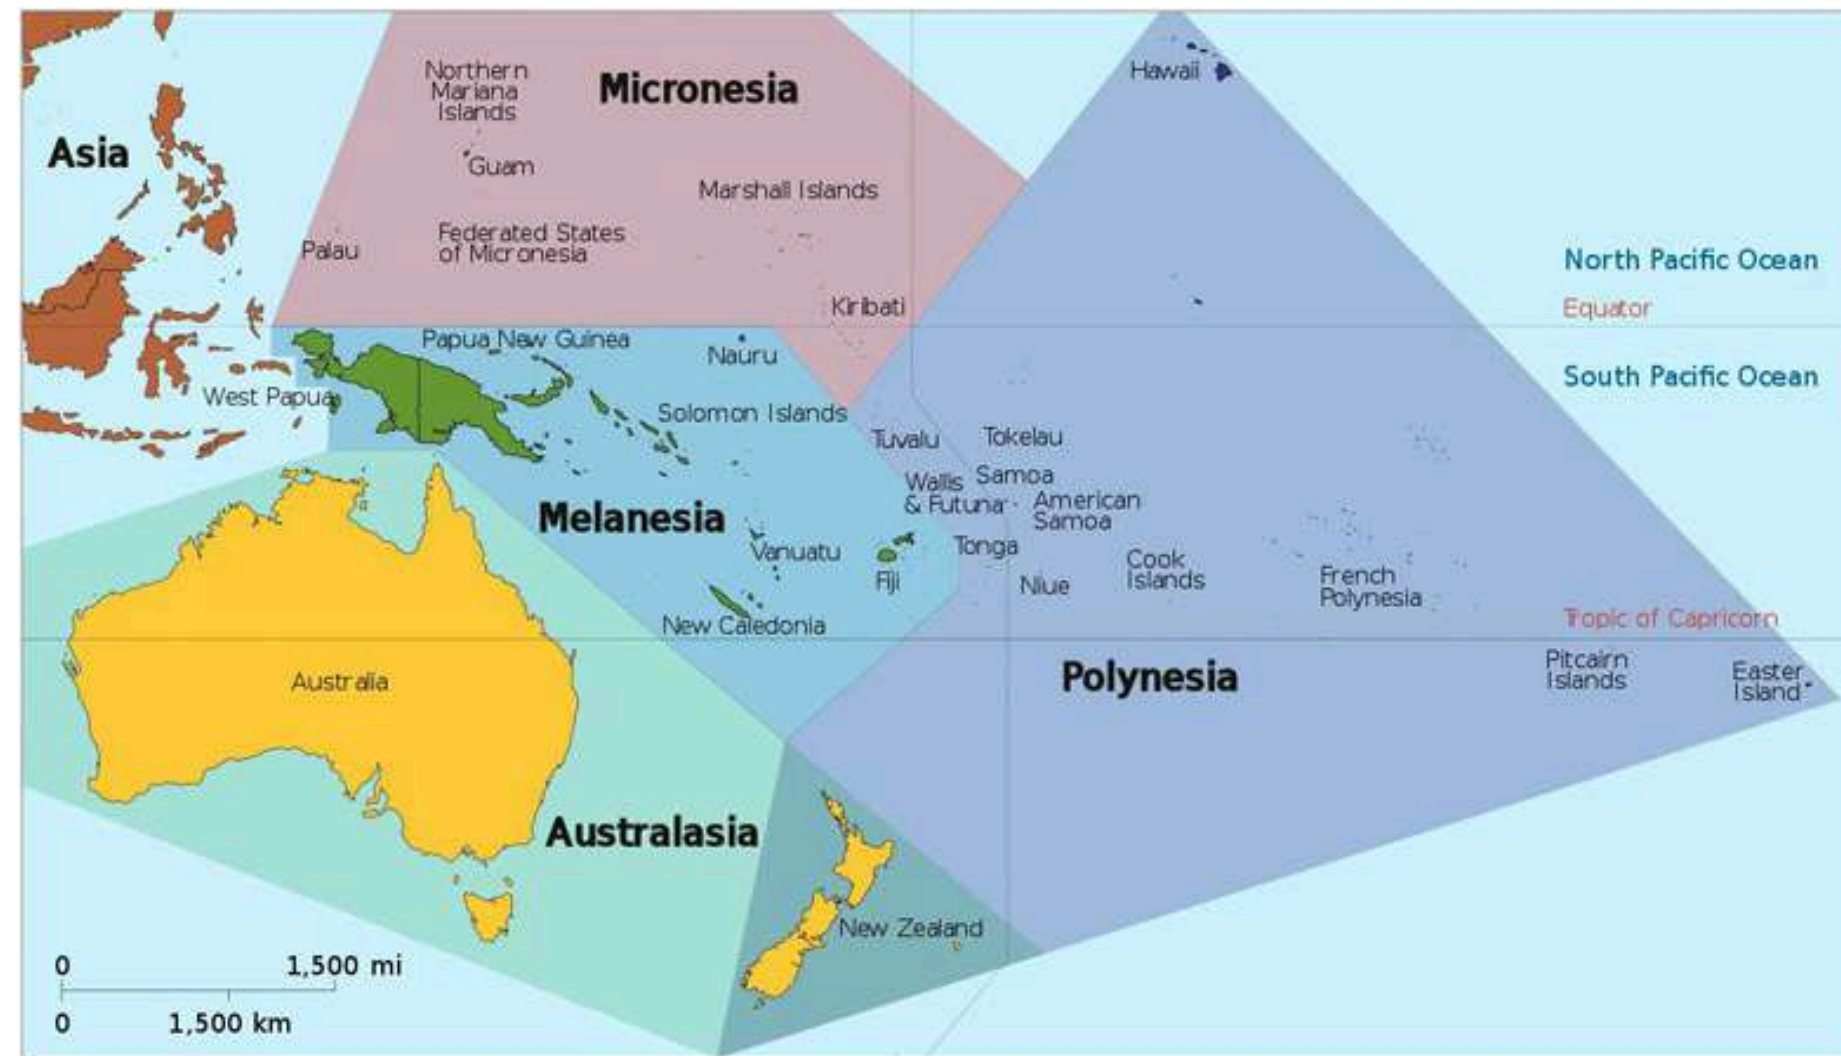 Northern
Mariana
Islands
Micronesia
Hawaii
Asia
Guam
Marshall Islands
Palau
Federated States
of Micronesia
North Pacific Ocean
Kiribati
Equator
Papua New Guinea
Nauru
South Pacific Ocean
West Papua
Solomon Islands
Tuvalu
Tokelau
Samoa
Wallis
& Futuna
American
Samoa
Melanesia
Vanuatu
Tonga
Fiji
Niue
Cook
Islands
French
Polynesia
New Caledonia
Tropic of Capricorn
Australia
Polynesia
Pitcairn
Islands
Easter
Island
Australasia
New Zealand
0
1,500 mi
0
1,500 km